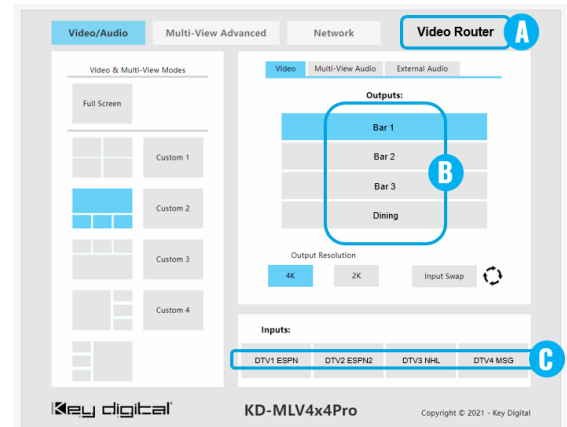 Video/Audio Multi-View Advanced Network Video Router A
Video & Multi-View Modes
Full Screen
Custom 1
Custom 2
Custom 3
Custom 4
Video Multi-View Audio External Audio
Outputs:
Bar 1
Bar 2
B
Bar 3
Dining
Output Resolution
4K 2K Input Swap
Inputs:
DTV1 ESPN DTV2 ESPN2 DTV3 NHL DTV4 MSG C
Key digital KD-MLV4x4Pro Copyright © 2021 - Key Digital